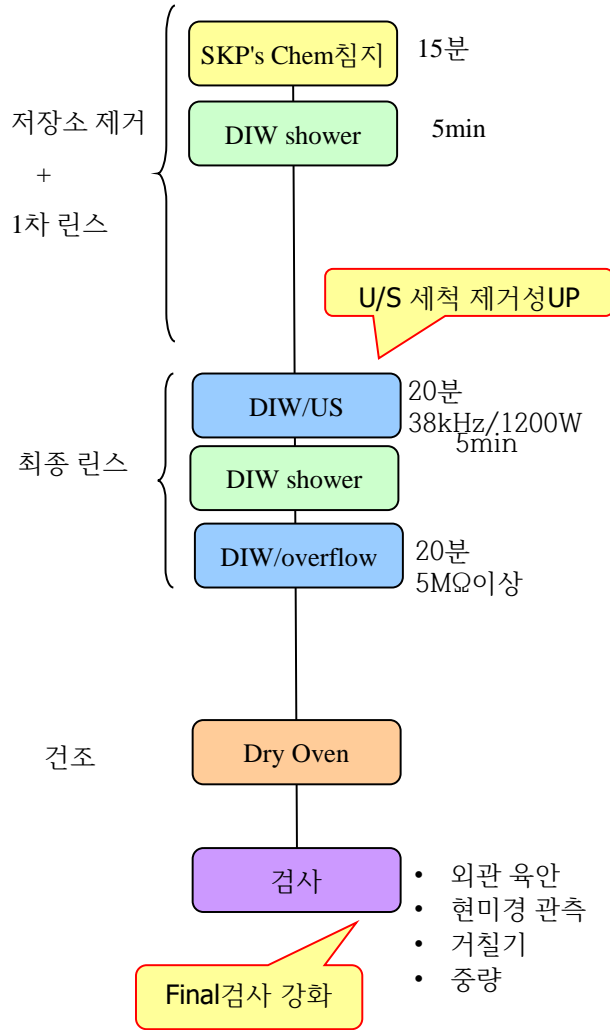 SKP's Chem침지
15분
저장소 제거
+
1차 린스
DIW shower
5min
U/S 세척 제거성UP
최종 린스
DIW/US
20분
38kHz/1200W
5min
DIW shower
DIW/overflow
20분
5MΩ이상
건조
Dry Oven
검사
• 외관 육안
• 현미경 관측
• 거칠기
• 중량
Final검사 강화